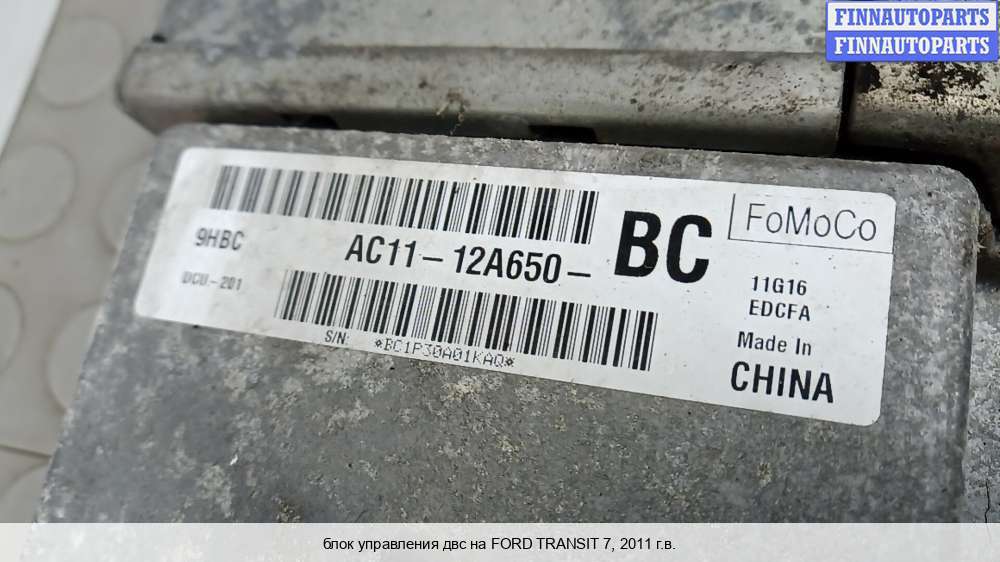 FINNAUTOPARTS
FINNAUTOPARTS
FoMoCo
9HBC
AC11-12A650-
BC
DCU-201
11G16
EDCFA
S/N: *BC1P30A01KAQ*
Made In
CHINA
блок управления двс на FORD TRANSIT 7, 2011 г.в.